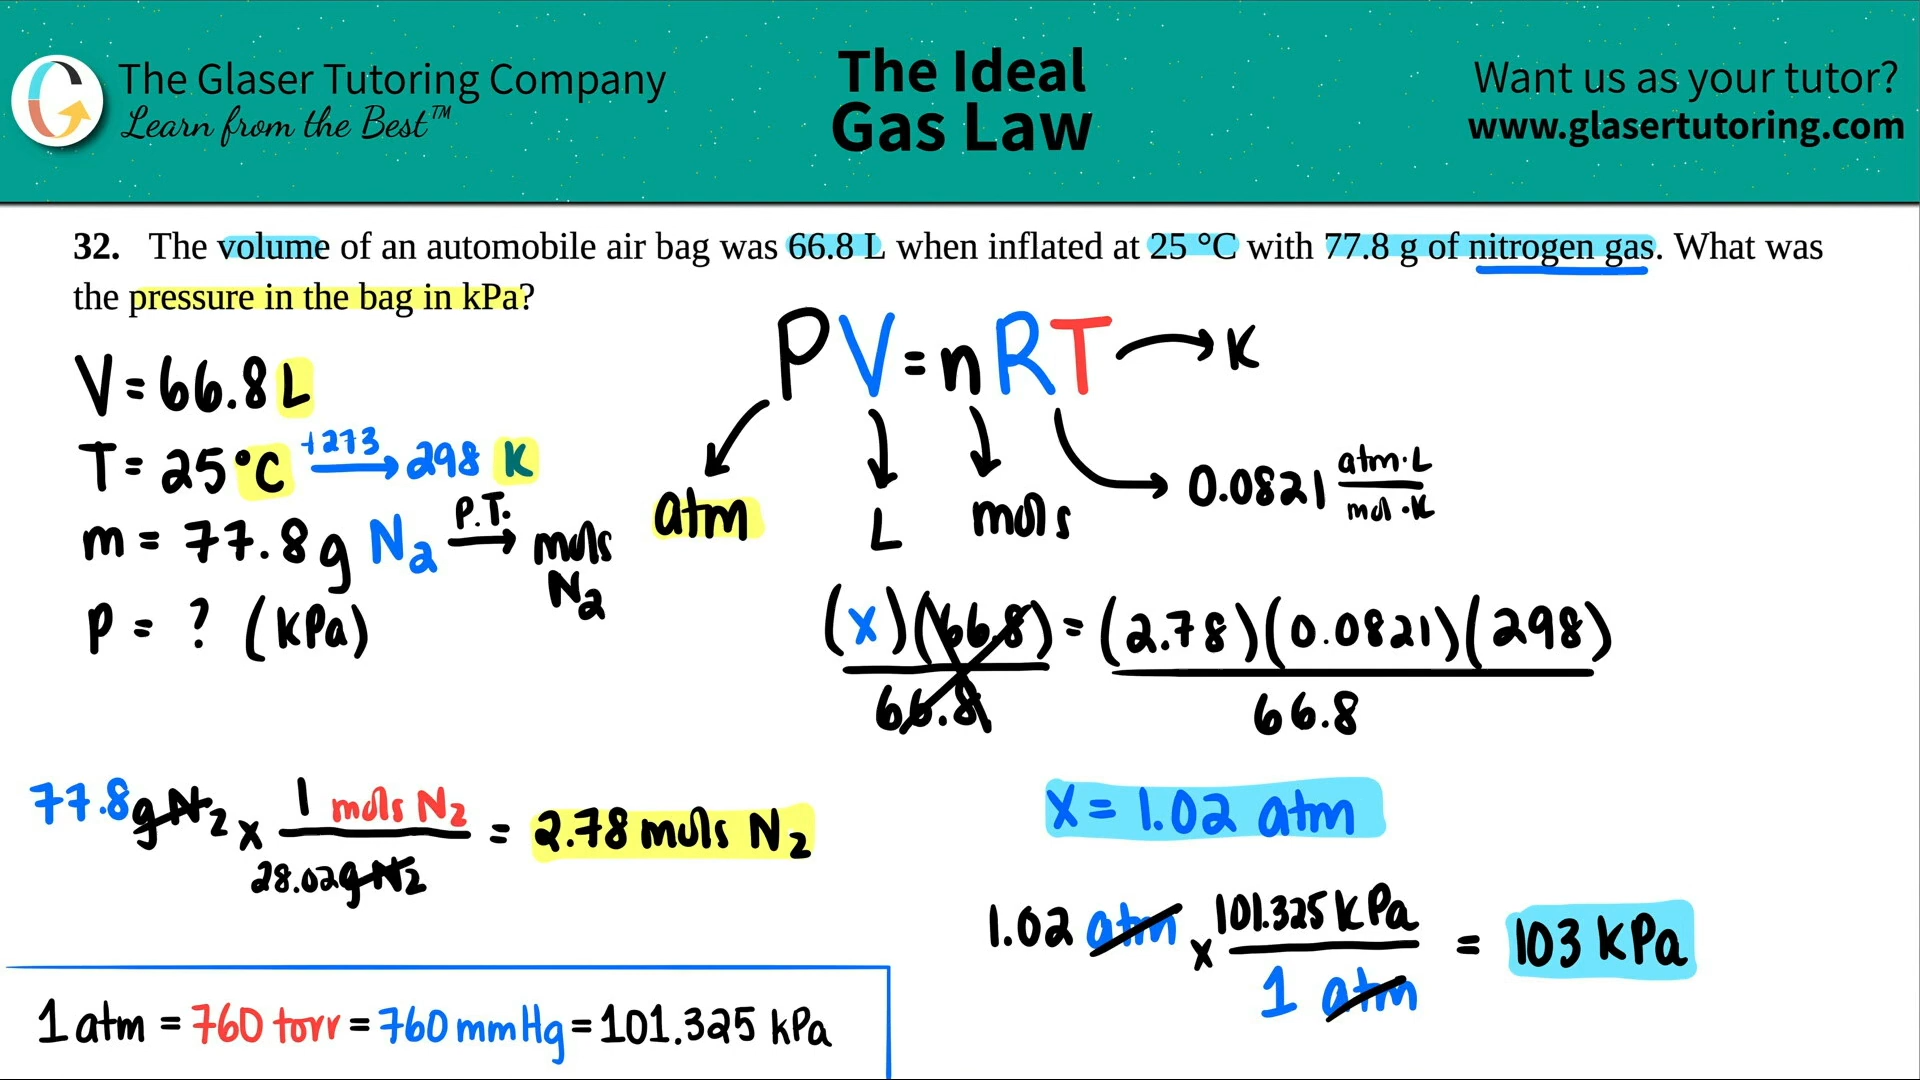 The Glaser Tutoring Company
Learn from the Best™
The Ideal
Gas Law
Want us as your tutor?
www.glasertutoring.com
32. The volume of an automobile air bag was 66.8 L when inflated at 25 °C with 77.8 g of nitrogen gas. What was
the pressure in the bag in kPa?
PV=nRT → K
atm
L
mols
0.0821 atm·L
mol·K
V = 66.8 L
T = 25 °C +273 → 298 K
m = 77.8 g N₂ P.T. → mols
N₂
P = ? (kPa)
(x)(66.8) = (2.78)(0.0821)(298)
66.8 66.8
x = 1.02 atm
77.8 g N₂ x 1 mols N₂ = 2.78 mols N₂
28.02 g N₂
1.02 atm x 101.325 kPa = 103 kPa
1 atm
1 atm = 760 torr = 760 mmHg = 101.325 kPa